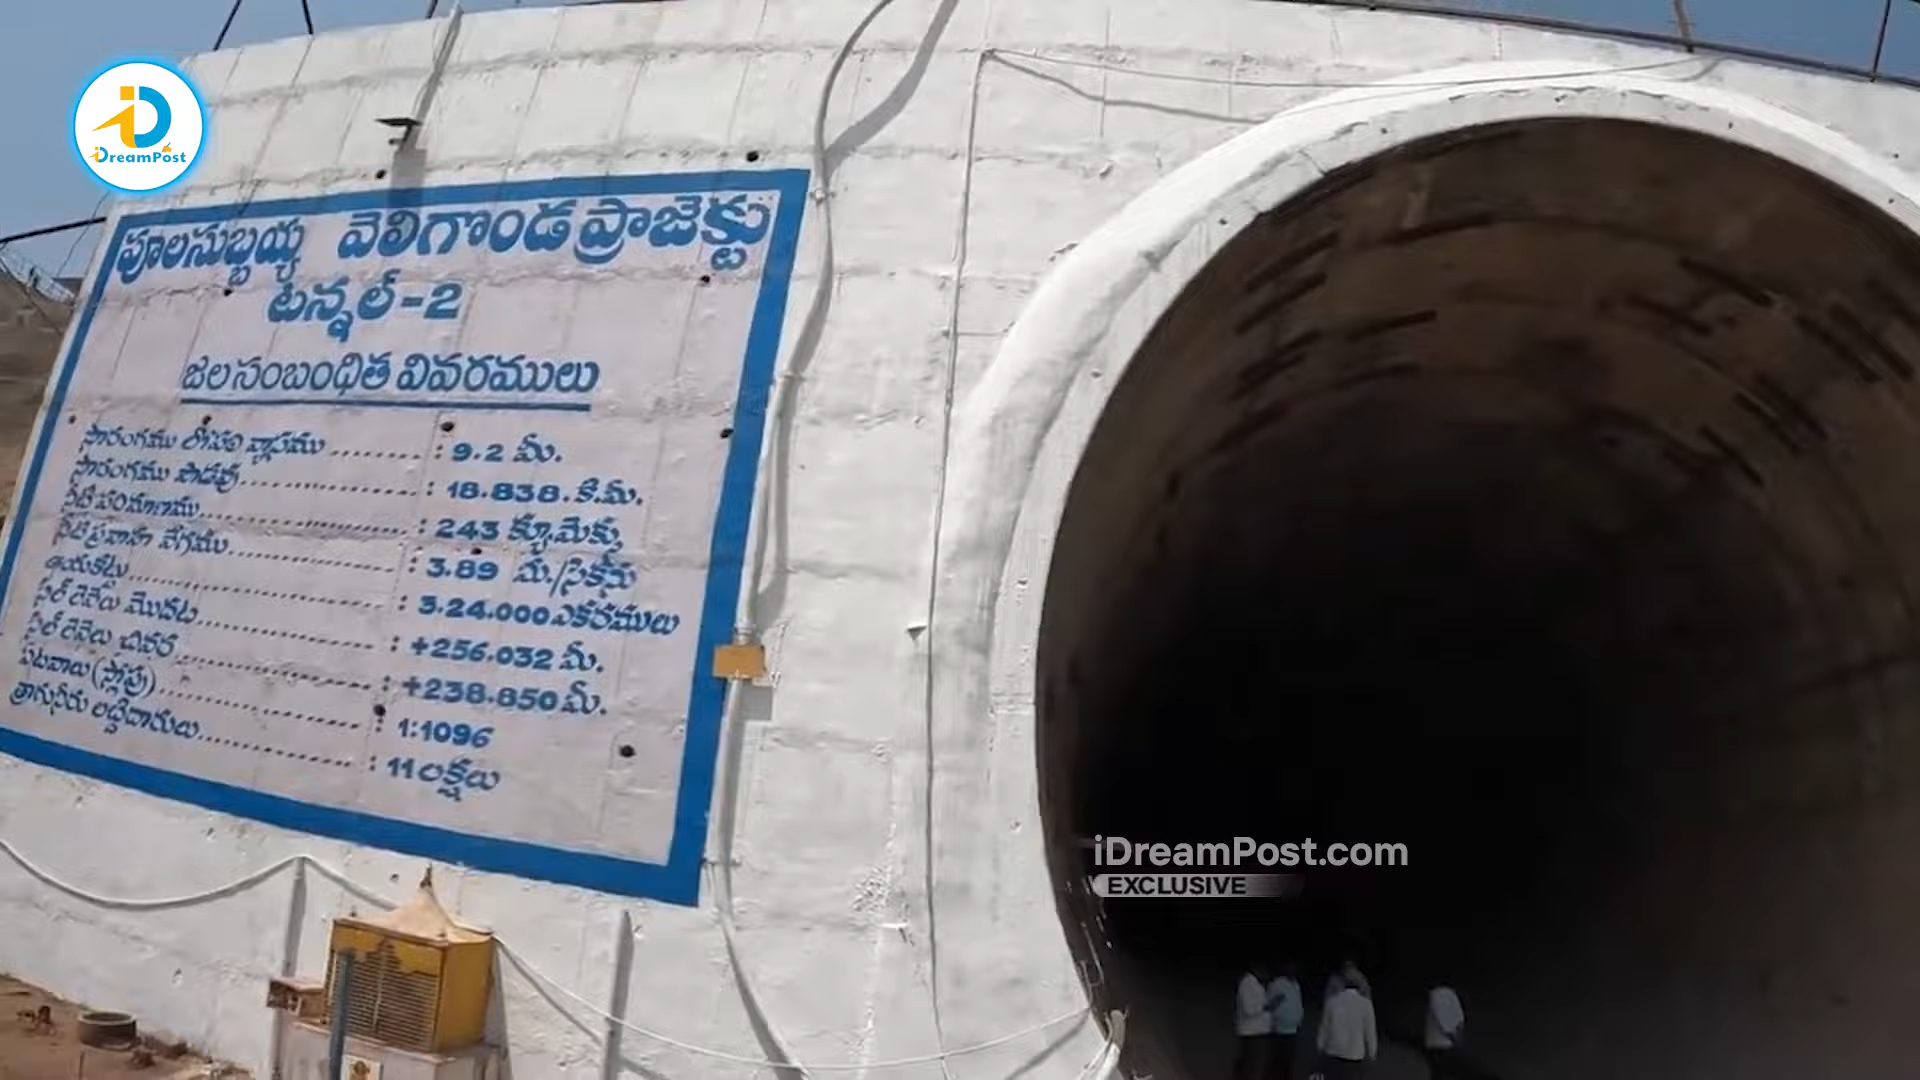 iD
iDreamPost
పూలసుబ్బయ్య వెలిగొండ ప్రాజెక్టు
టన్నల్-2
జలసంబంధిత వివరములు
సొరంగము లోపలి వ్యాసము ........ : 9.2 మీ.
సొరంగము పొడవు ................ : 18.838. కి.మీ.
నీటి పరిమాణము .................. : 243 క్యూమెక్కు
నీటి ప్రవాహ వేగము ............... : 3.89 మీ./సెకను
ఆయకట్టు ........................ : 3.24.000 ఎకరములు
సిల్ లెవెలు మొదట ................ : +256.032 మీ.
సిల్ లెవెలు చివర ................. : +238.850 మీ.
పటవాలు (స్లోపు) ................. : 1:1096
త్రాగునీరు లబ్దిదారులు .............. : 11 లక్షలు
iDreamPost.com
EXCLUSIVE